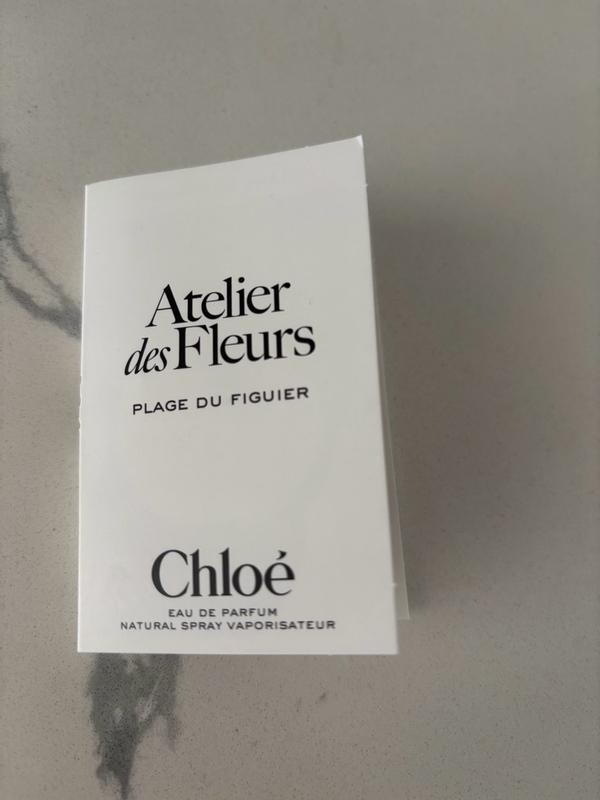 Atelier
des Fleurs
PLAGE DU FIGUIER
Chloé
EAU DE PARFUM
NATURAL SPRAY VAPORISATEUR